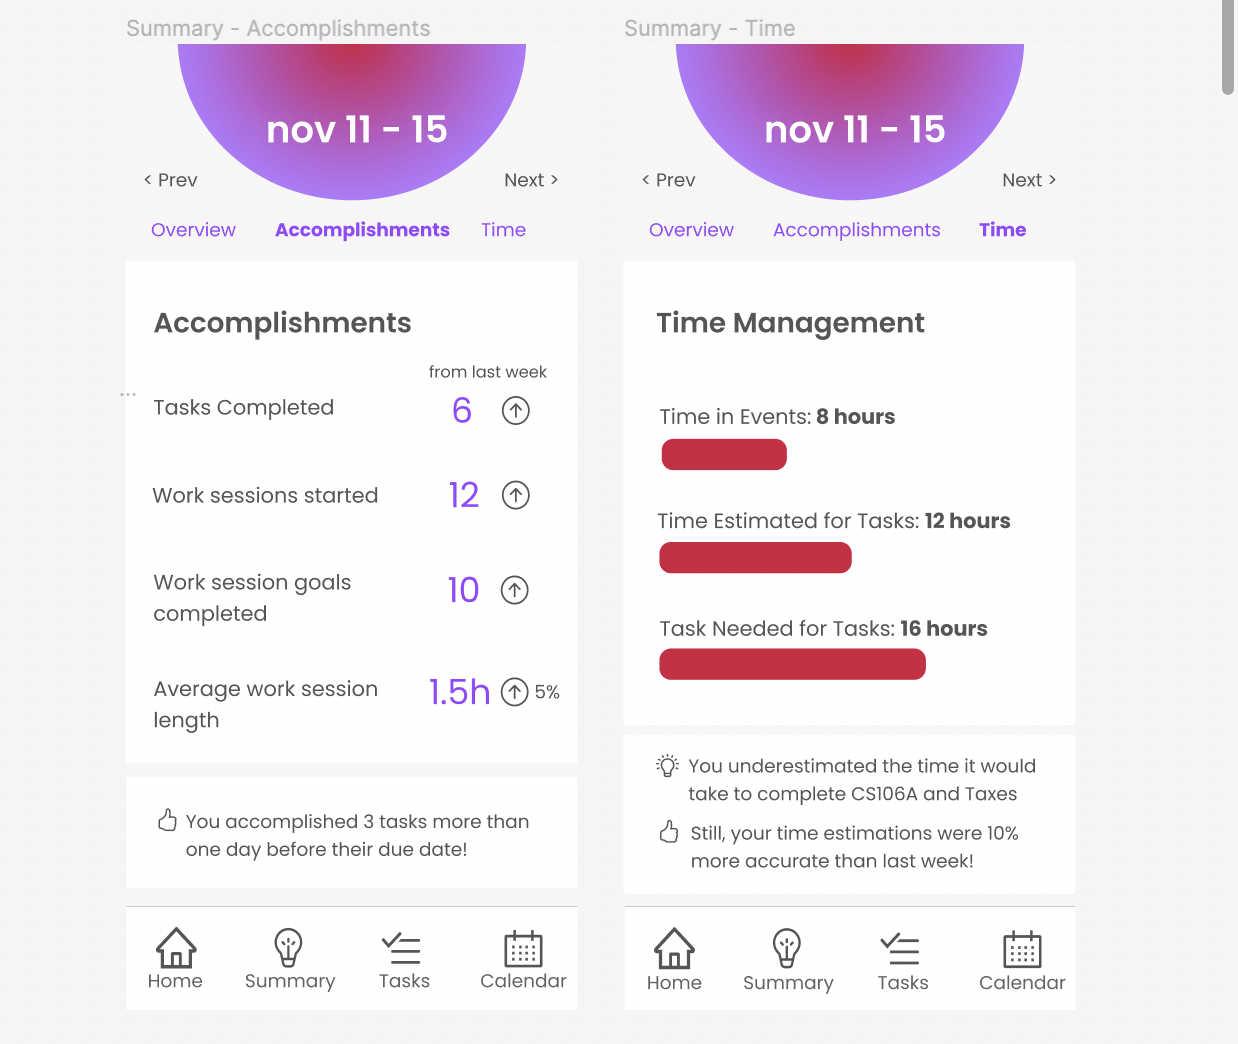 Summary - Accomplishments
nov 11 - 15
< Prev
Next >
Overview
Accomplishments
Time
Accomplishments
from last week
Tasks Completed
6
Work sessions started
12
Work session goals
completed
10
Average work session
length
1.5h
5%
You accomplished 3 tasks more than
one day before their due date!
Home
Summary
Tasks
Calendar
Summary - Time
nov 11 - 15
< Prev
Next >
Overview
Accomplishments
Time
Time Management
Time in Events: 8 hours
Time Estimated for Tasks: 12 hours
Task Needed for Tasks: 16 hours
You underestimated the time it would
take to complete CS106A and Taxes
Still, your time estimations were 10%
more accurate than last week!
Home
Summary
Tasks
Calendar